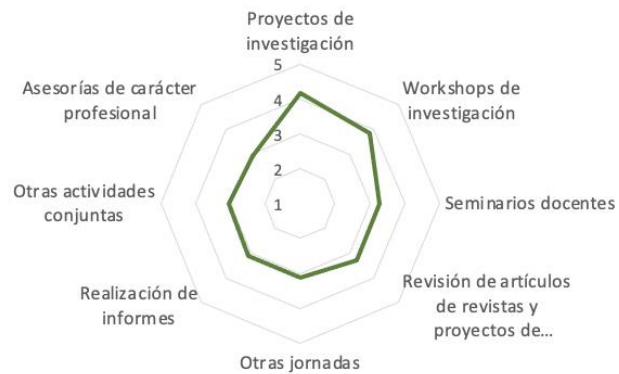 Proyectos de
investigación
Workshops de
investigación
Seminarios docentes
Revisión de artículos
de revistas y
proyectos de...
Otras jornadas
Realización de
informes
Otras actividades
conjuntas
Asesorías de carácter
profesional
5
4
3
2
1